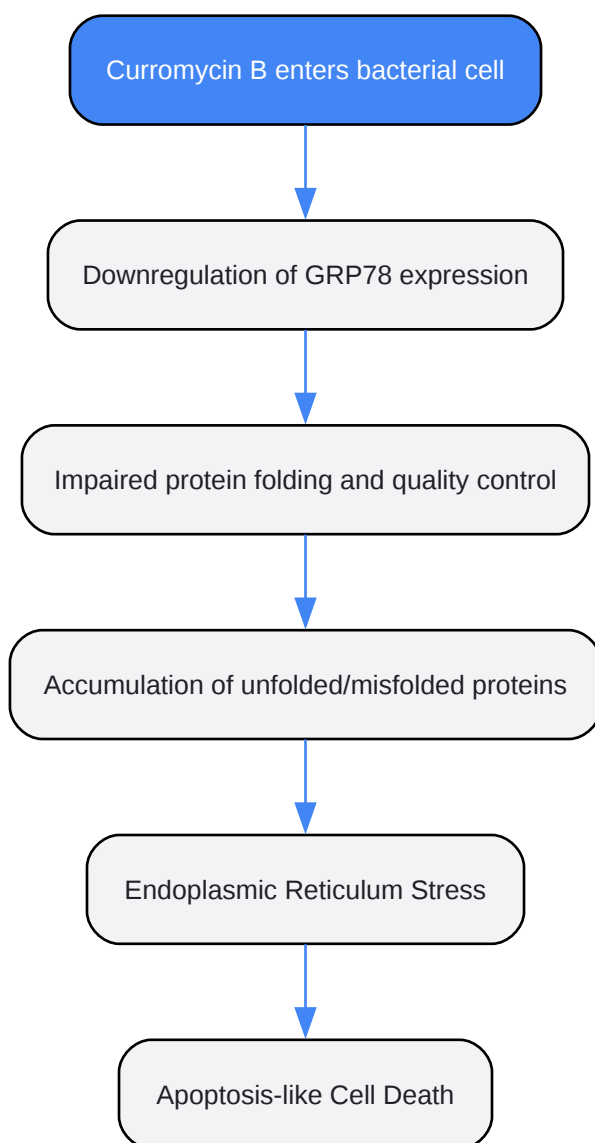 Curromycin B enters bacterial cell
Downregulation of GRP78 expression
Impaired protein folding and quality control
Accumulation of unfolded/misfolded proteins
Endoplasmic Reticulum Stress
Apoptosis-like Cell Death